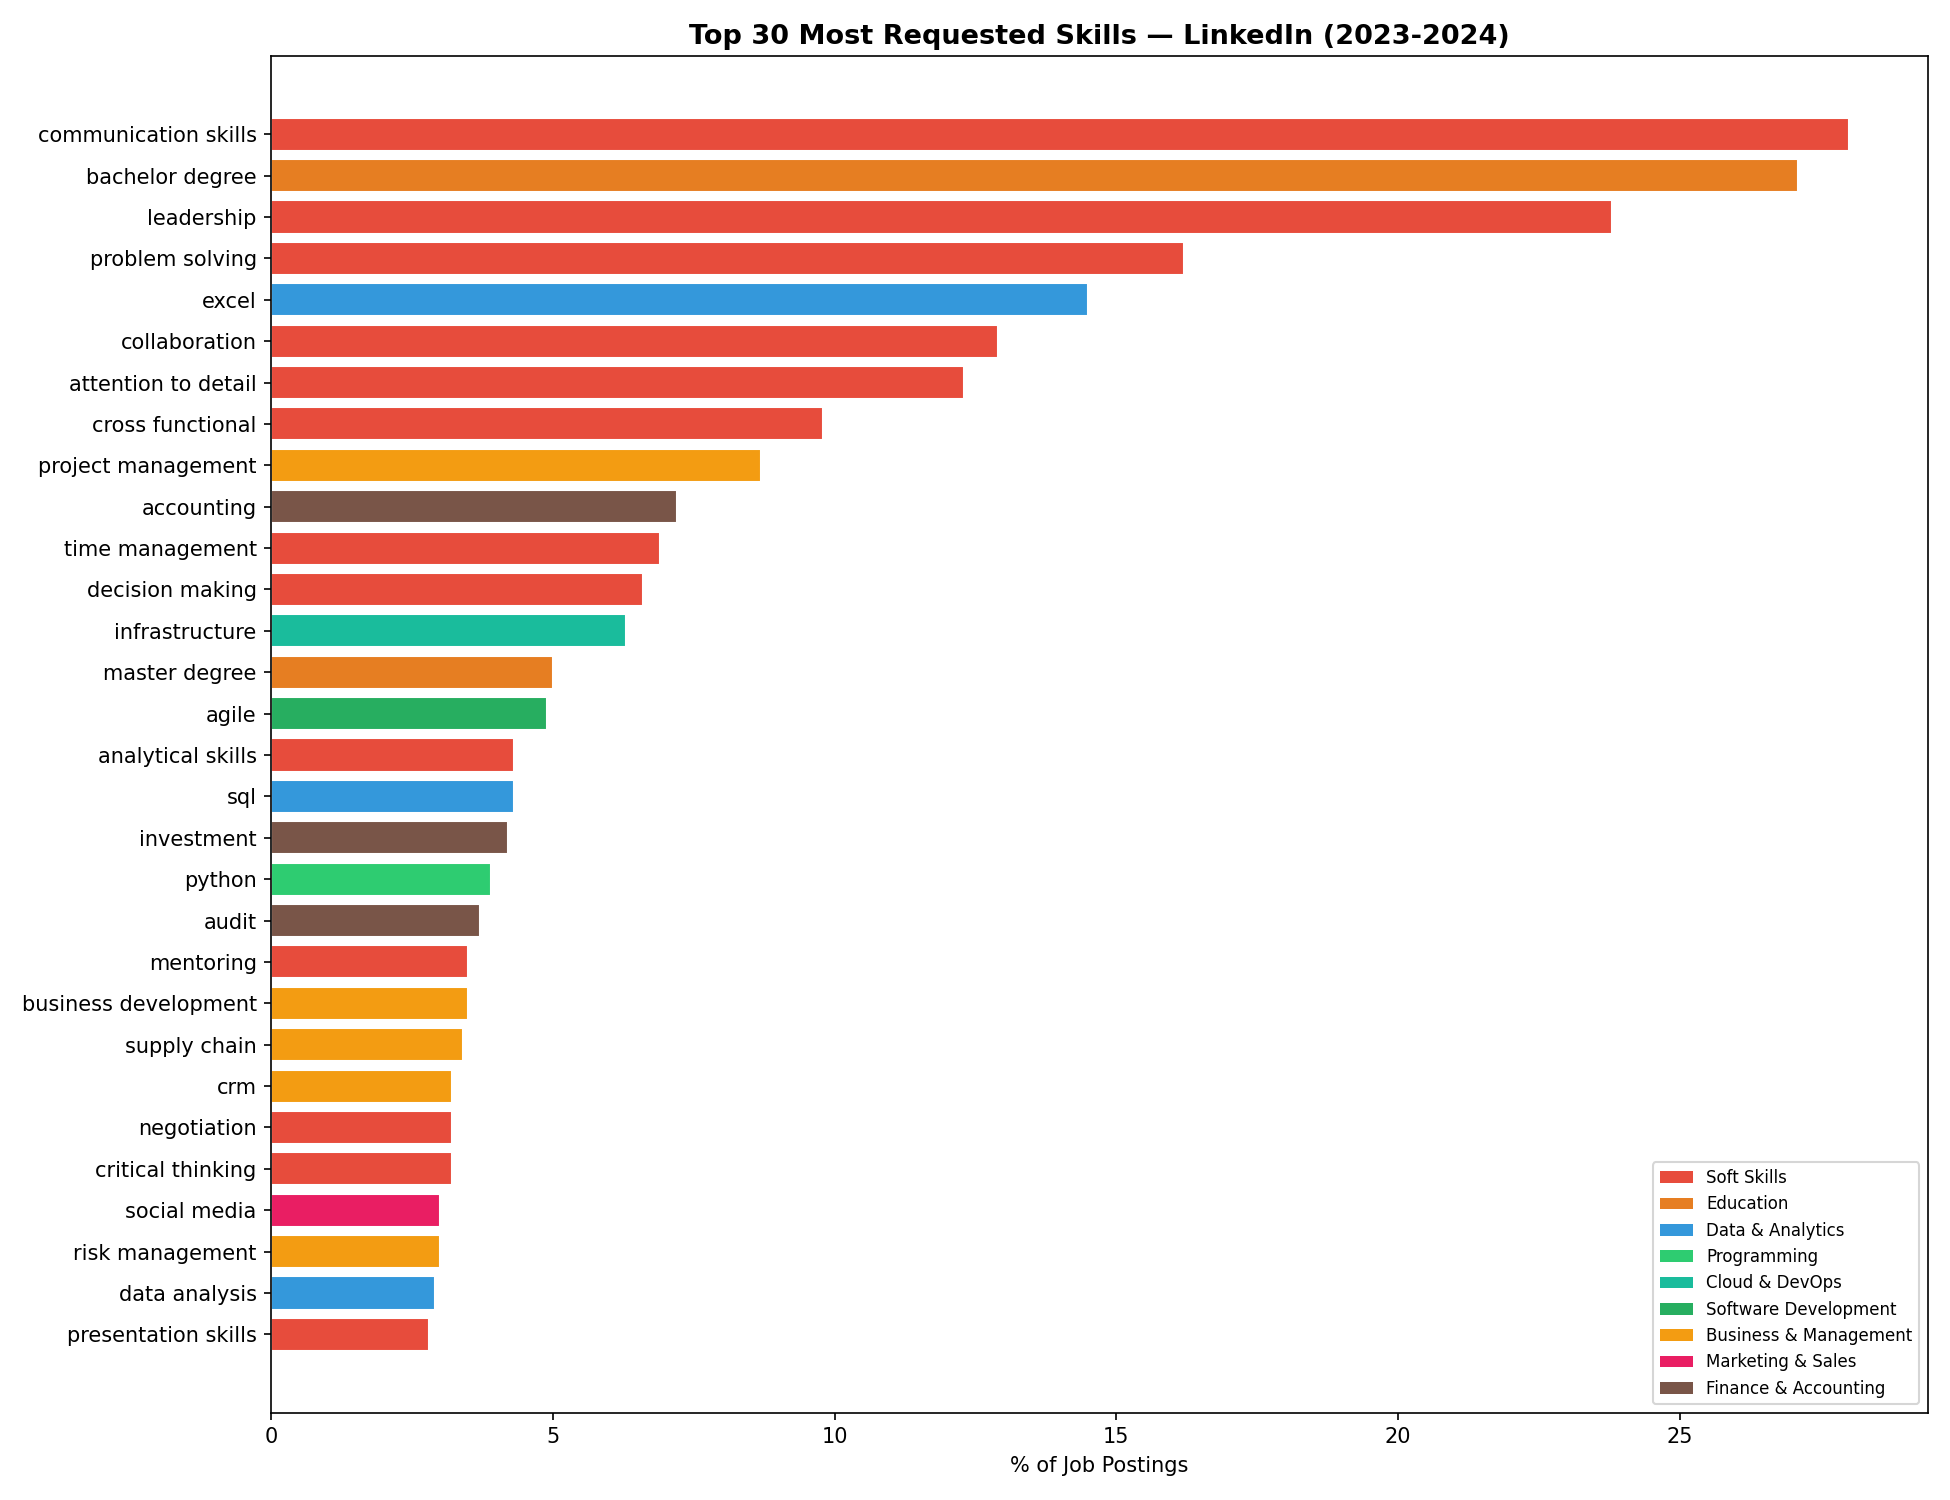 Top 30 Most Requested Skills — LinkedIn (2023-2024)
communication skills
bachelor degree
leadership
problem solving
excel
collaboration
attention to detail
cross functional
project management
accounting
time management
decision making
infrastructure
master degree
agile
analytical skills
sql
investment
python
audit
mentoring
business development
supply chain
crm
negotiation
critical thinking
social media
risk management
data analysis
presentation skills
Soft Skills
Education
Data & Analytics
Programming
Cloud & DevOps
Software Development
Business & Management
Marketing & Sales
Finance & Accounting
0 5 10 15 20 25
% of Job Postings